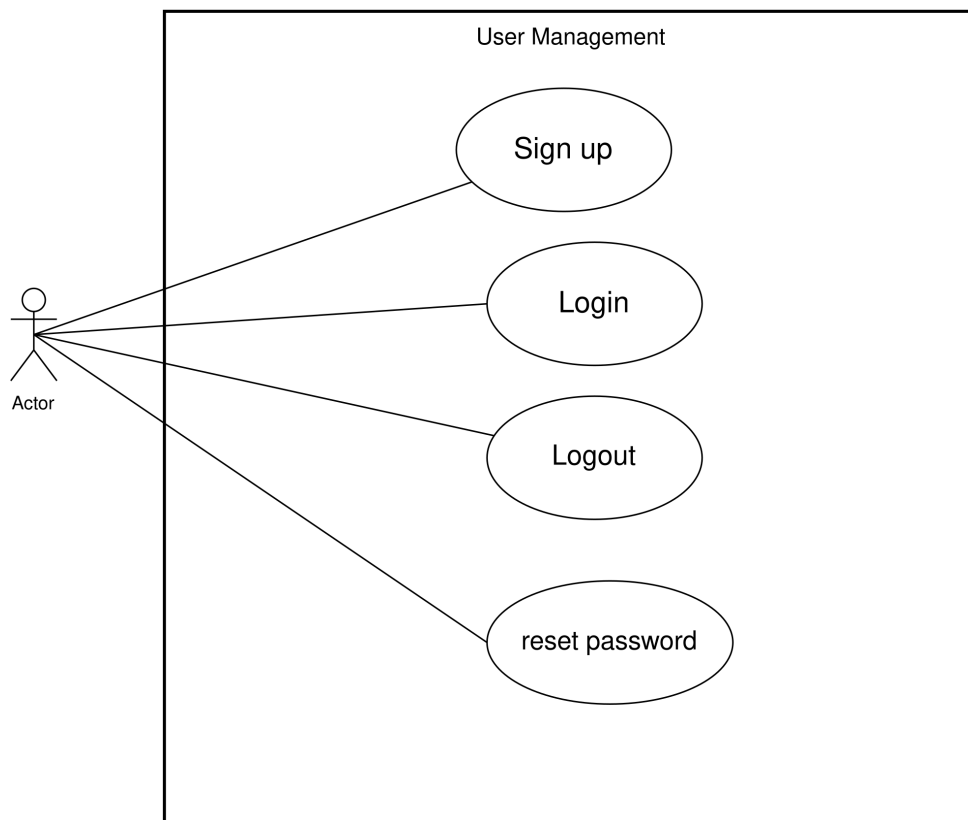 User Management
Sign up
Login
Actor
Logout
reset password